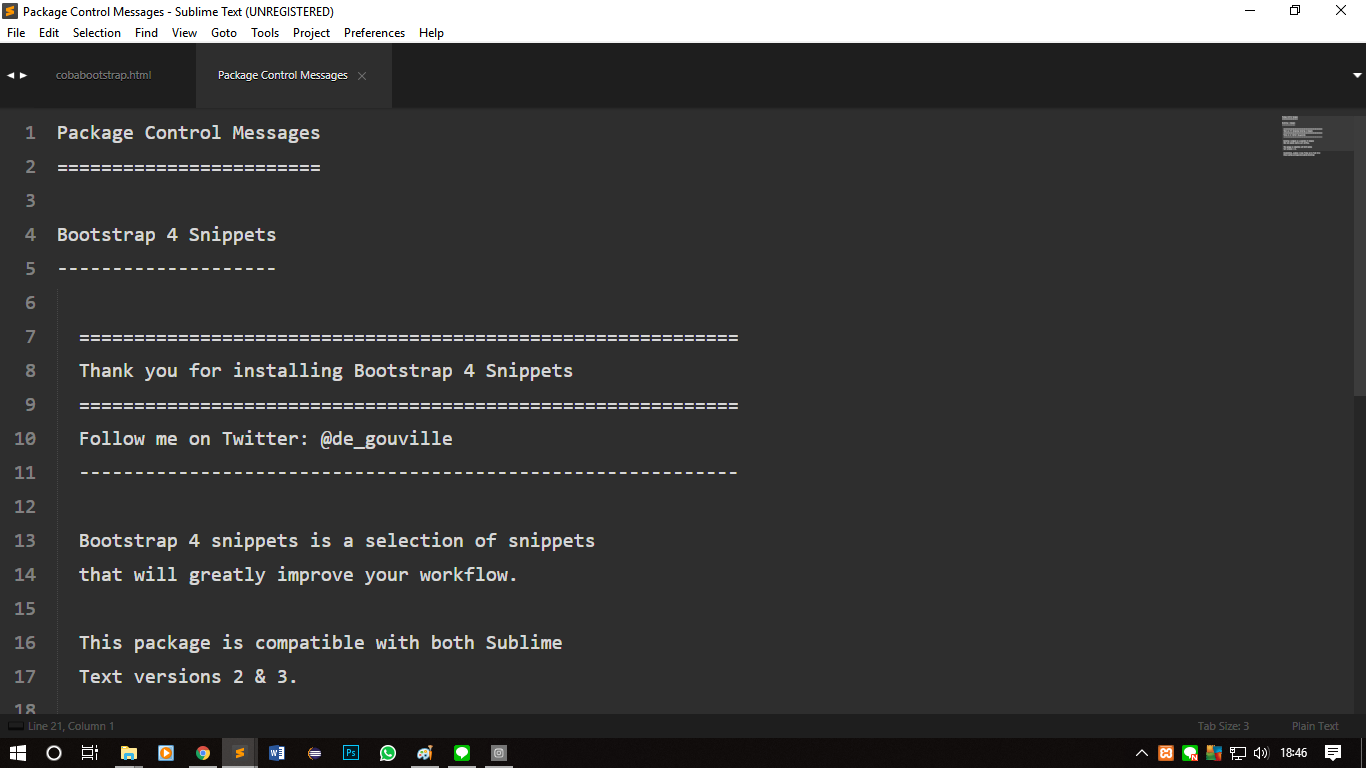 Package Control Messages - Sublime Text (UNREGISTERED)
File Edit Selection Find View Goto Tools Project Preferences Help
cobabootstrap.html Package Control Messages
1 Package Control Messages
2 ========================
3
4 Bootstrap 4 Snippets
5 --------------------
6
7 ============================================================
8 Thank you for installing Bootstrap 4 Snippets
9 ============================================================
10 Follow me on Twitter: @de_gouville
11 ------------------------------------------------------------
12
13 Bootstrap 4 snippets is a selection of snippets
14 that will greatly improve your workflow.
15
16 This package is compatible with both Sublime
17 Text versions 2 & 3.
18
Line 21, Column 1 Tab Size: 3 Plain Text
18:46